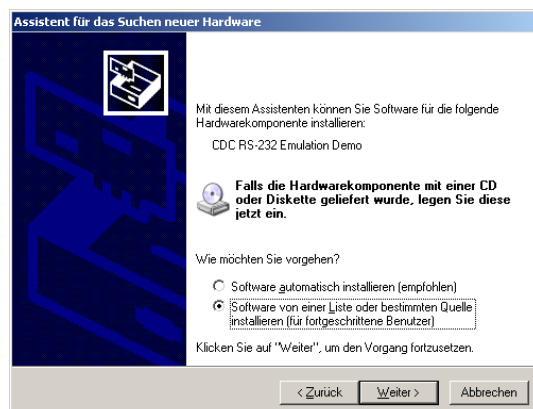 Assistent für das Suchen neuer Hardware
Mit diesem Assistenten können Sie Software für die folgende
Hardwarekomponente installieren:
CDC RS-232 Emulation Demo
Falls die Hardwarekomponente mit einer CD
oder Diskette geliefert wurde, legen Sie diese
jetzt ein.
Wie möchten Sie vorgehen?
Software automatisch installieren (empfohlen)
Software von einer Liste oder bestimmten Quelle
installieren (für fortgeschrittene Benutzer)
Klicken Sie auf "Weiter", um den Vorgang fortzusetzen.
< Zurück Weiter > Abbrechen